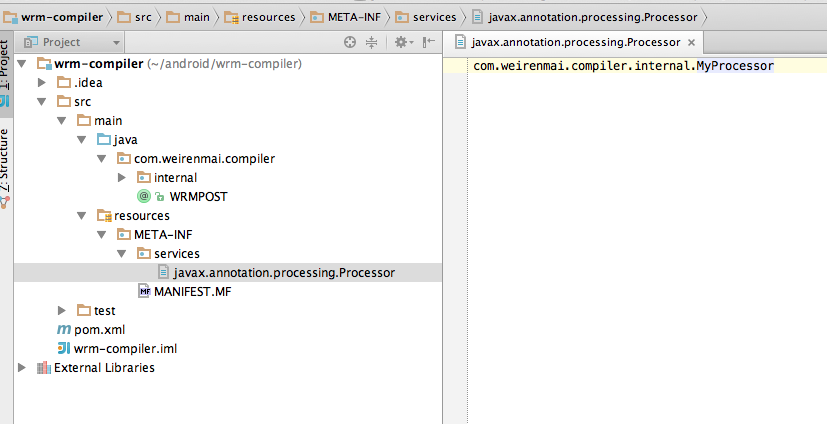 wrm-compiler src main resources META-INF services javax.annotation.processing.Processor
1: Project
7: Structure
Project
javax.annotation.processing.Processor ×
wrm-compiler (~/android/wrm-compiler)
.idea
src
main
java
com.weirenmai.compiler
internal
WRMPOST
resources
META-INF
services
javax.annotation.processing.Processor
MANIFEST.MF
test
pom.xml
wrm-compiler.iml
External Libraries
com.weirenmai.compiler.internal.MyProcessor